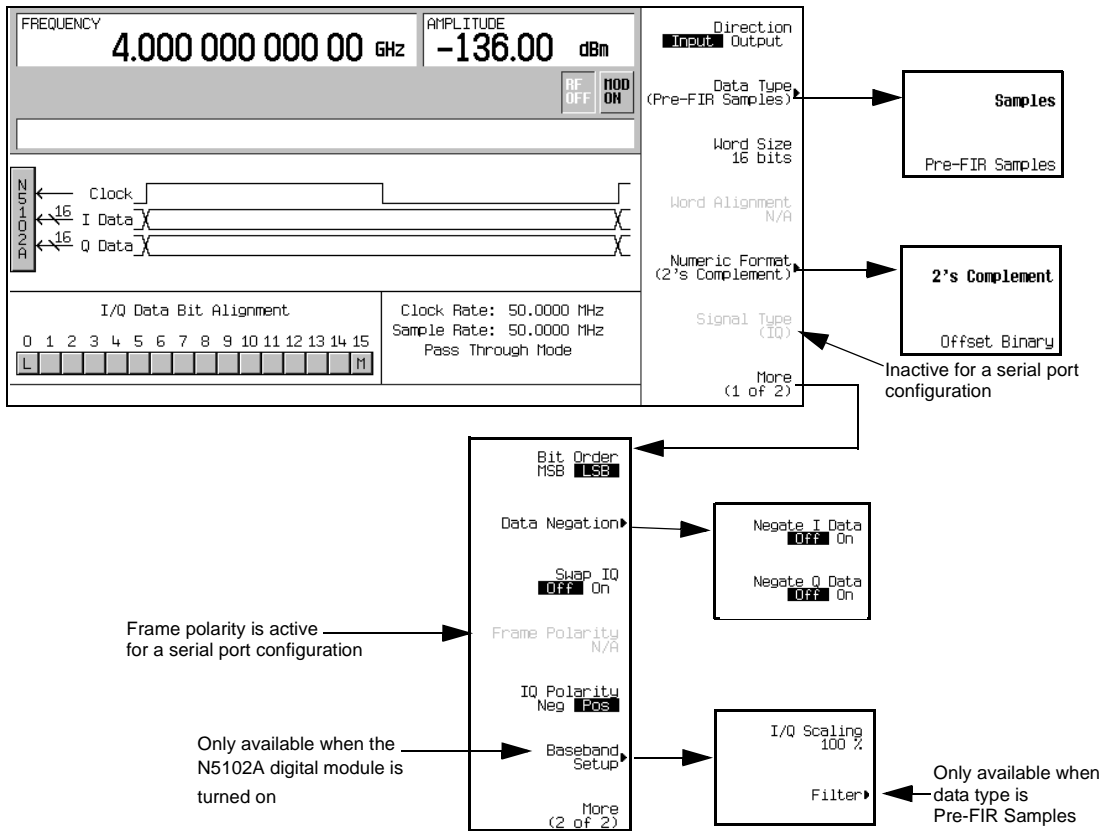 FREQUENCY
4.000 000 000 00 GHz
AMPLITUDE
-136.00 dBm
RF
OFF
MOD
ON
N5102A
Clock
16
I Data
16
Q Data
I/Q Data Bit Alignment
0 1 2 3 4 5 6 7 8 9 10 11 12 13 14 15
L M
Clock Rate: 50.0000 MHz
Sample Rate: 50.0000 MHz
Pass Through Mode
Direction
Input Output
Data Type
(Pre-FIR Samples)
Word Size
16 bits
Word Alignment
N/A
Numeric Format
(2's Complement)
Signal Type
(IQ)
More
(1 of 2)
Samples
Pre-FIR Samples
2's Complement
Offset Binary
Inactive for a serial port
configuration
Bit Order
MSB LSB
Data Negation
Swap IQ
Off On
Frame Polarity
N/A
IQ Polarity
Neg Pos
Baseband
Setup
More
(2 of 2)
Negate I Data
Off On
Negate Q Data
Off On
Frame polarity is active
for a serial port configuration
Only available when the
N5102A digital module is
turned on
I/Q Scaling
100 %
Filter
Only available when
data type is
Pre-FIR Samples